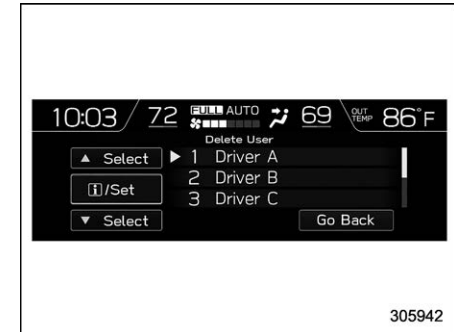 10:03 72 FULL AUTO 69 OUT TEMP 86°F
Delete User
▲ Select ▶ 1 Driver A
i/Set 2 Driver B
3 Driver C
▼ Select Go Back
305942